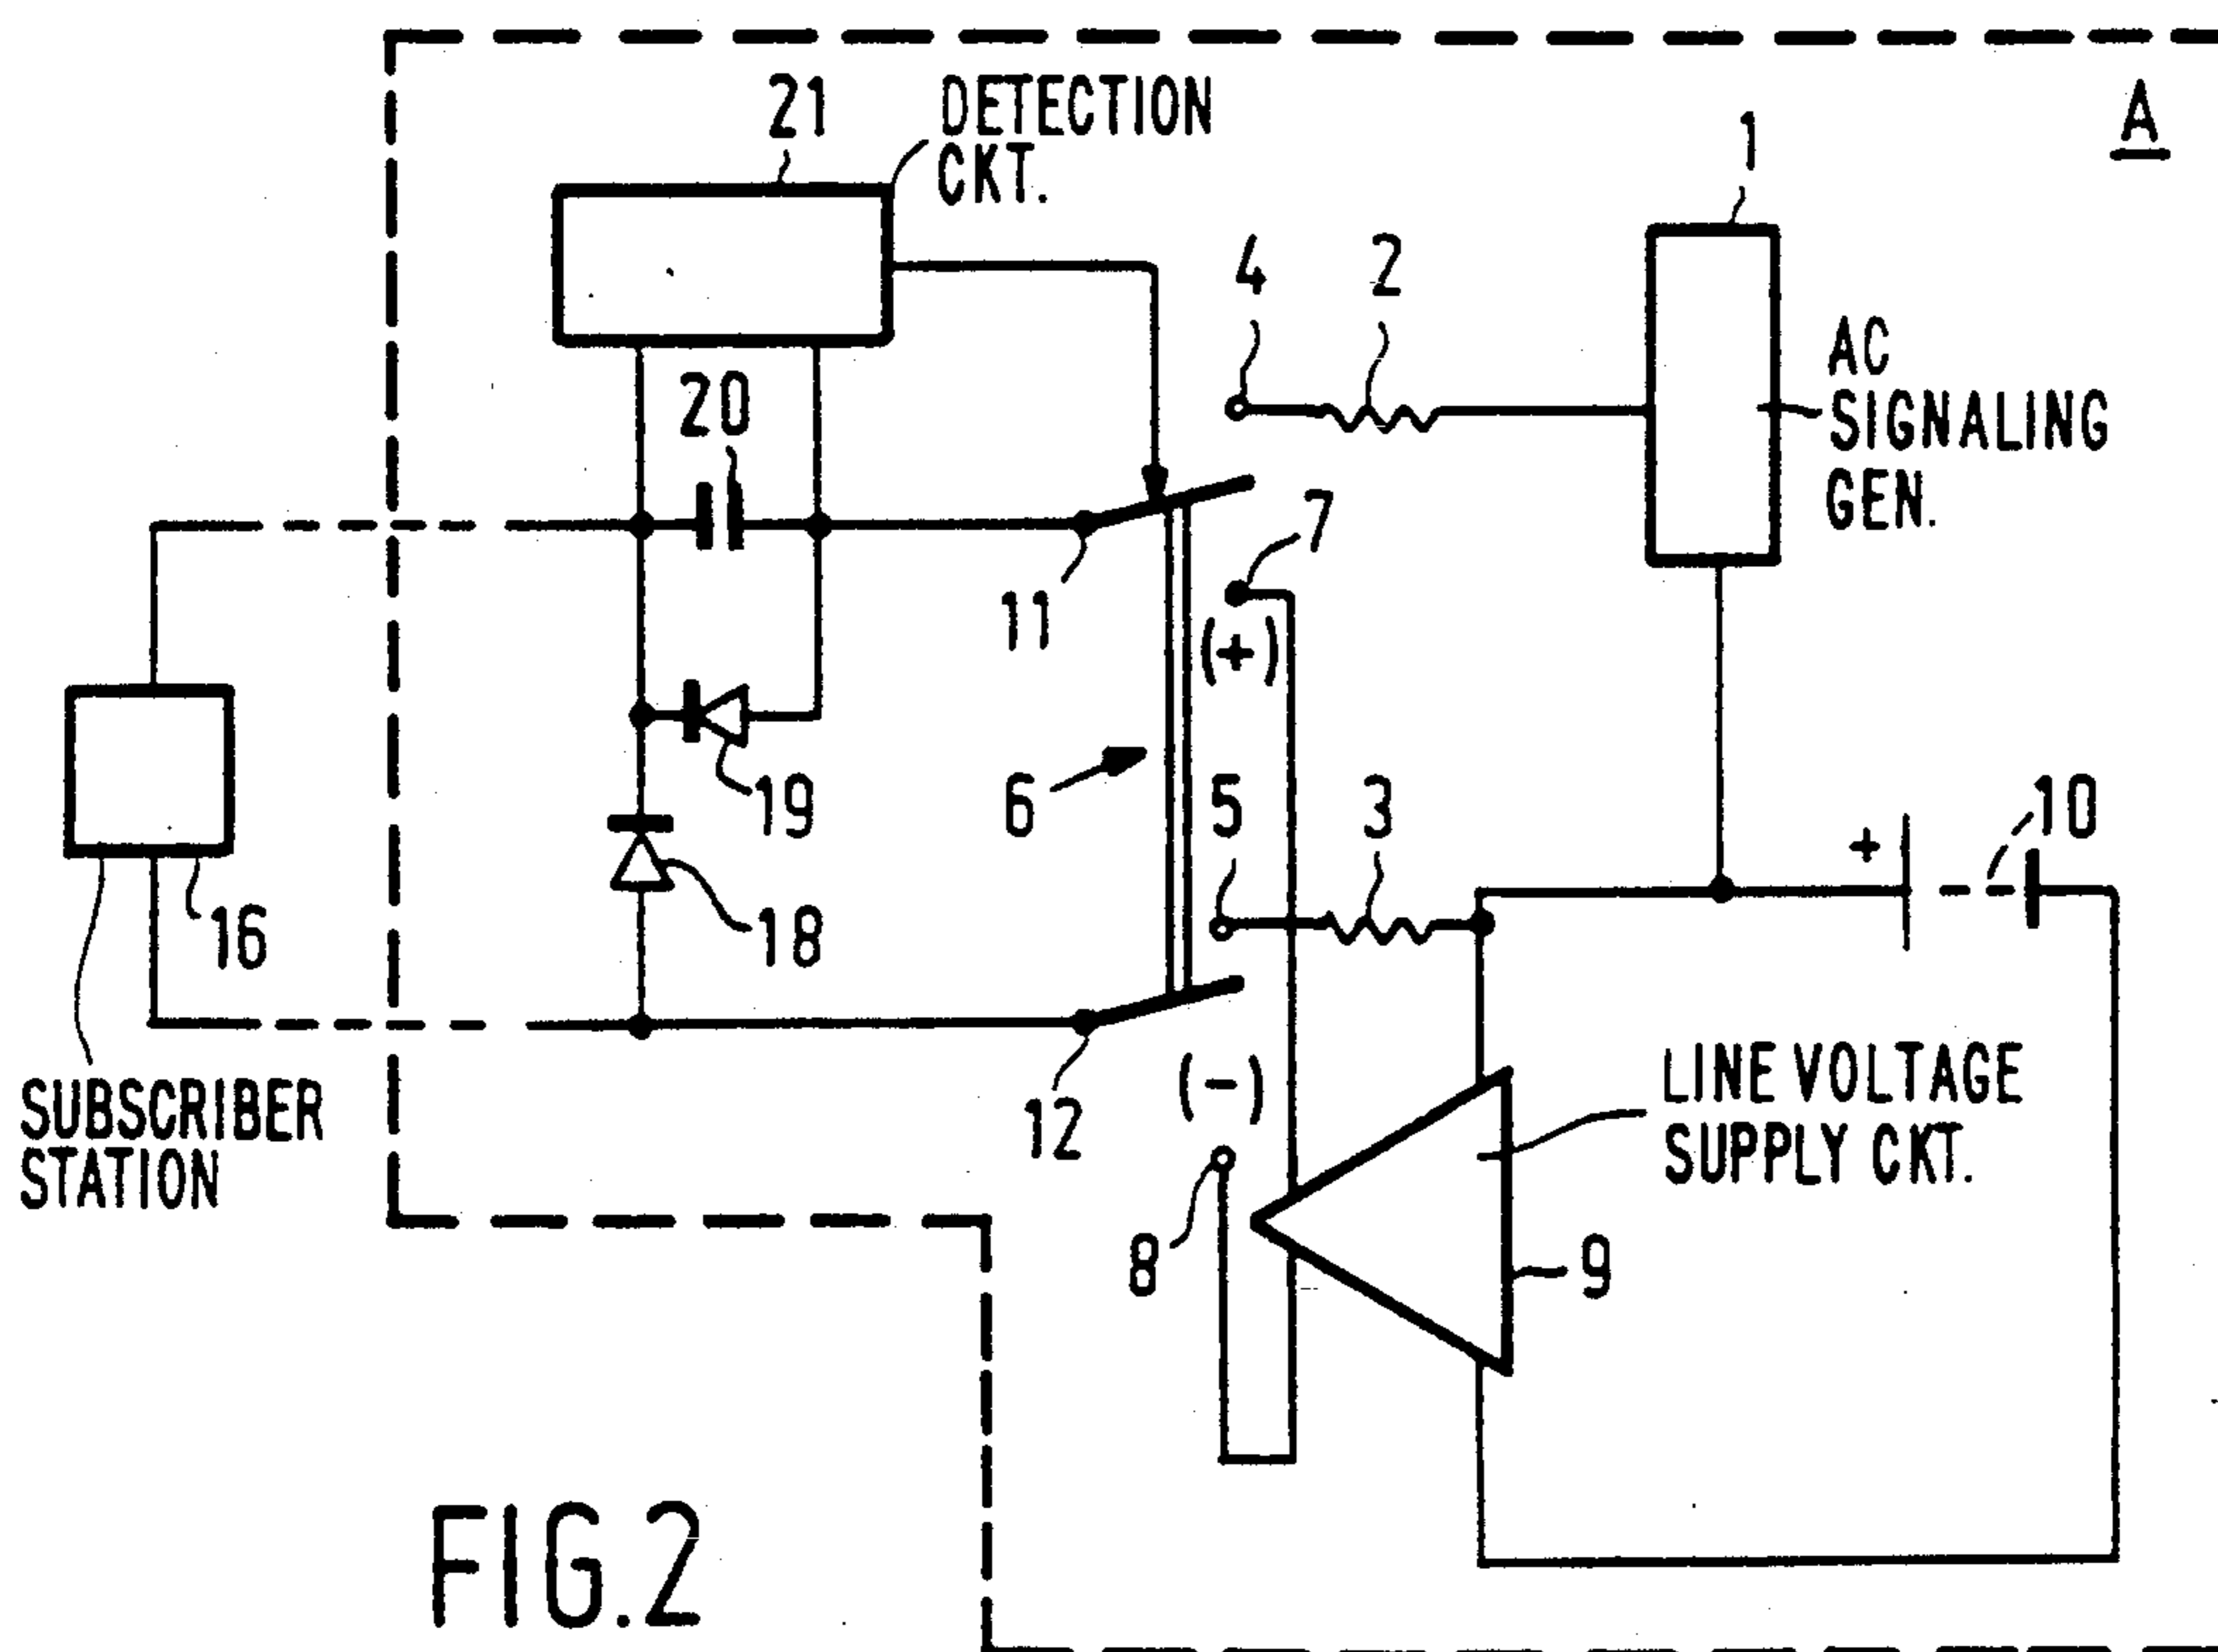 21
DETECTION
CKT.
1
A
4
2
20
AC
SIGNALING
GEN.
7
11
(+)
19
6
5
3
+
10
16
18
SUBSCRIBER
STATION
12
(-)
LINE VOLTAGE
SUPPLY CKT.
8
9
FIG.2